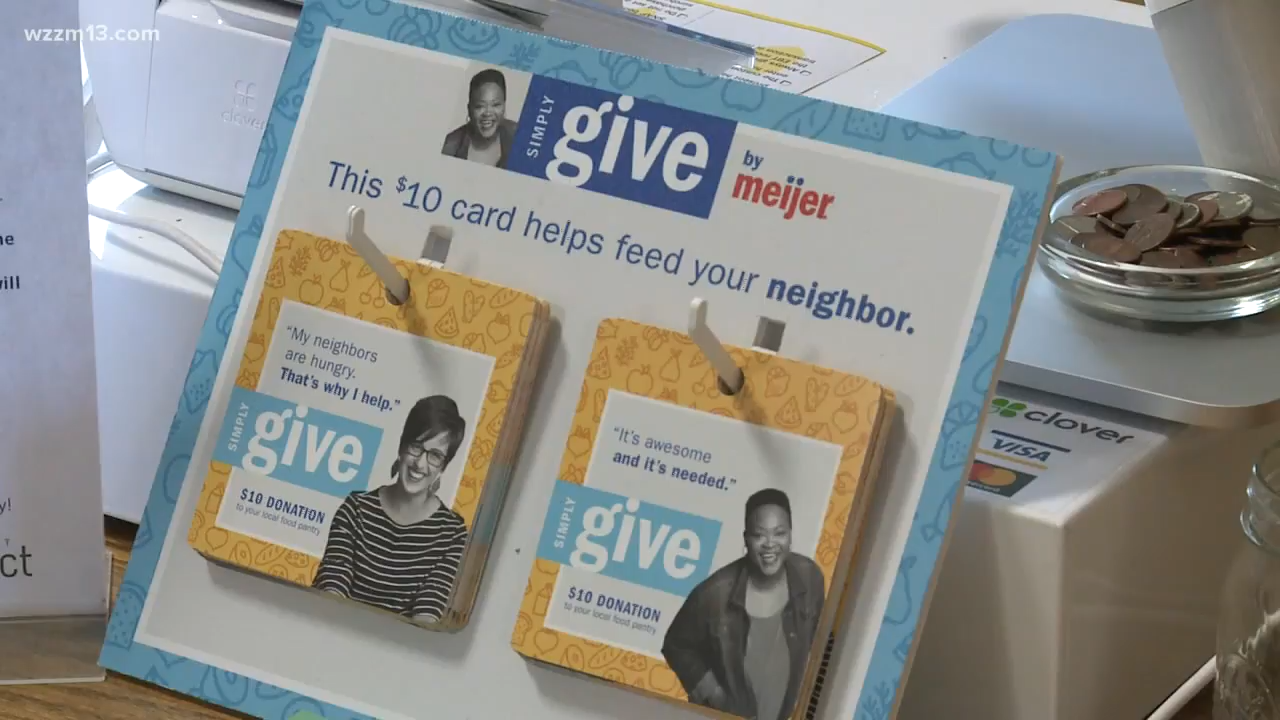 wzzm13.com
clover
SIMPLY
give
by
meijer
This $10 card helps feed your neighbor.
"My neighbors
are hungry.
That's why I help."
SIMPLY
give
$10 DONATION
to your local food pantry
"It's awesome
and it's needed."
SIMPLY
give
$10 DONATION
to your local food pantry
clover
VISA
will
y!
ct